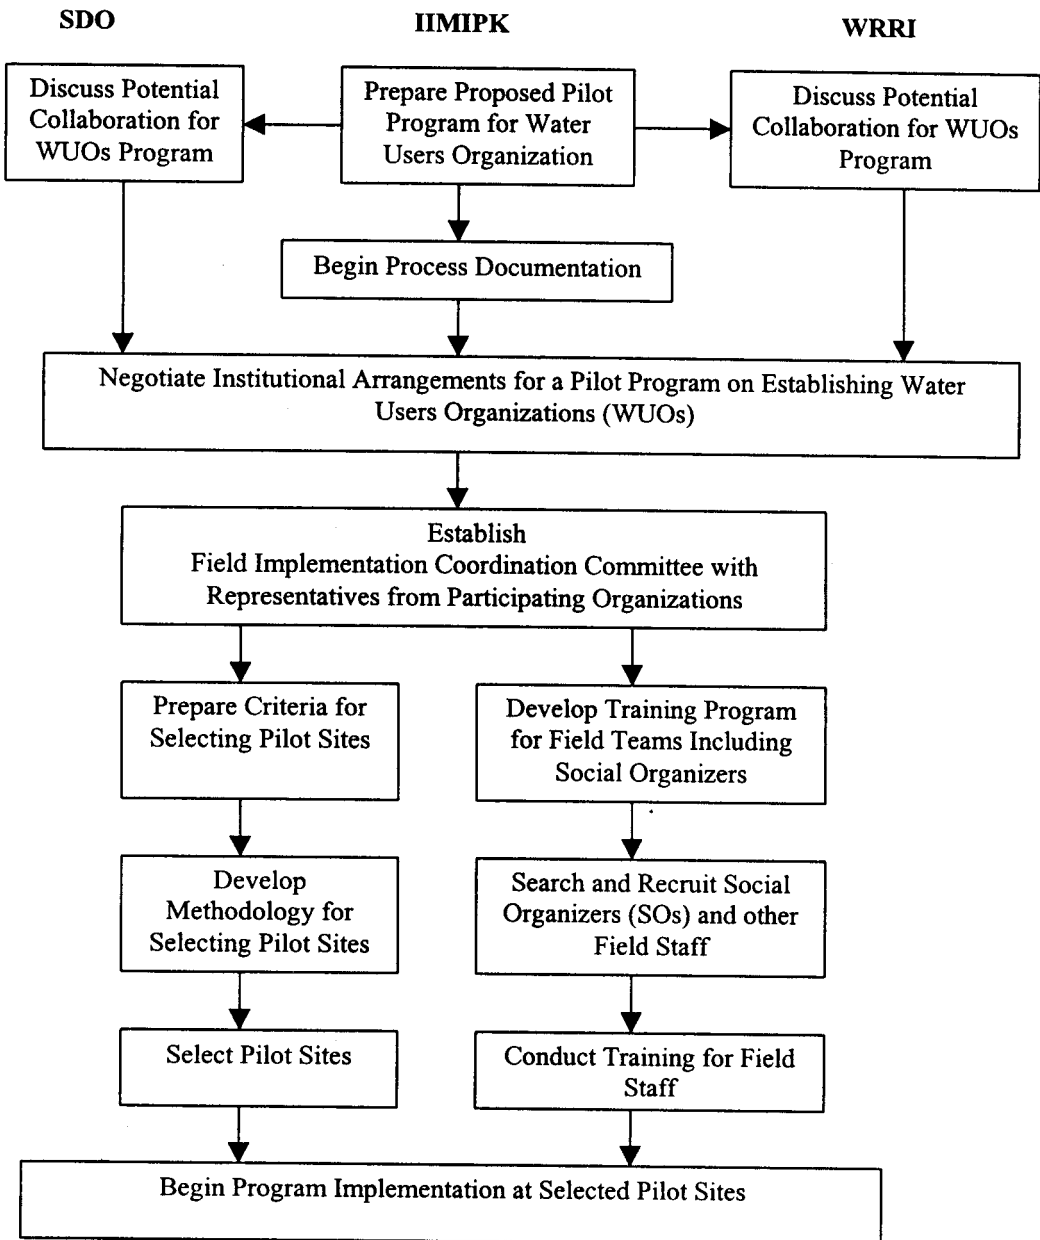 SDO
IIMIPK
WRRI
Discuss Potential
Collaboration for
WUOs Program
Prepare Proposed Pilot
Program for Water
Users Organization
Discuss Potential
Collaboration for WUOs
Program
Begin Process Documentation
Negotiate Institutional Arrangements for a Pilot Program on Establishing Water
Users Organizations (WUOs)
Establish
Field Implementation Coordination Committee with
Representatives from Participating Organizations
Prepare Criteria for
Selecting Pilot Sites
Develop Training Program
for Field Teams Including
Social Organizers
Develop
Methodology for
Selecting Pilot Sites
Search and Recruit Social
Organizers (SOs) and other
Field Staff
Select Pilot Sites
Conduct Training for Field
Staff
Begin Program Implementation at Selected Pilot Sites